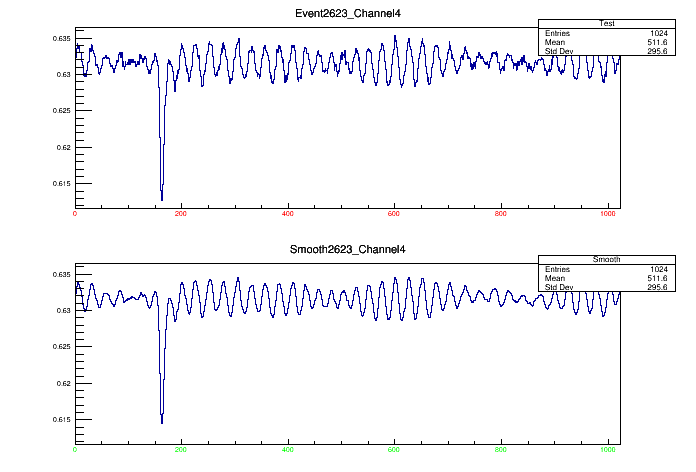 Event2623_Channel4
Test
Entries 1024
Mean 511.6
Std Dev 295.6
0.635
0.63
0.625
0.62
0.615
0 200 400 600 800 1000
Smooth2623_Channel4
Smooth
Entries 1024
Mean 511.6
Std Dev 295.6
0.635
0.63
0.625
0.62
0.615
0 200 400 600 800 1000